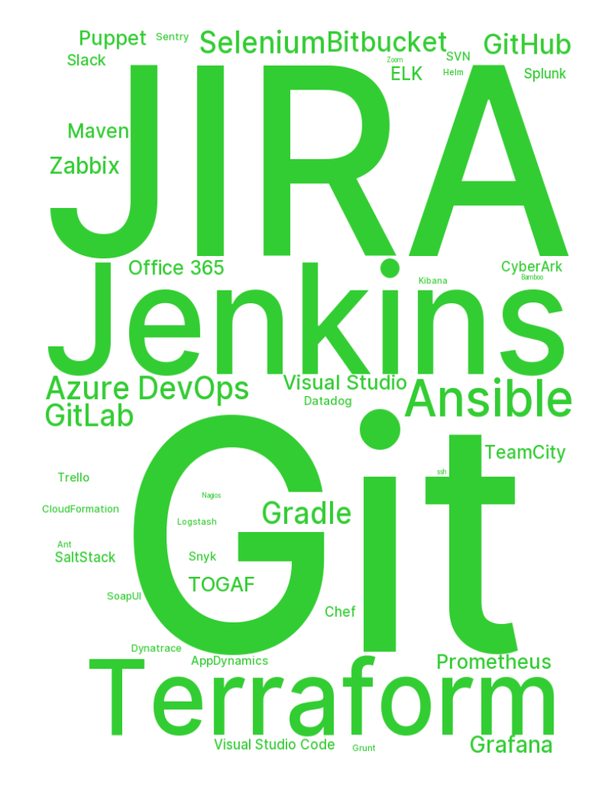 Puppet
Sentry
Selenium
Bitbucket
GitHub
Slack
Zoom
SVN
ELK
Helm
Splunk
JIRA
Maven
Zabbix
Office 365
CyberArk
Bamboo
Kibana
Jenkins
Azure DevOps
Visual Studio
Datadog
Ansible
GitLab
Git
TeamCity
ssh
Trello
Nagios
CloudFormation
Gradle
Logstash
Ant
SaltStack
Snyk
TOGAF
SoapUI
Chef
Dynatrace
AppDynamics
Prometheus
Terraform
Visual Studio Code
Grunt
Grafana